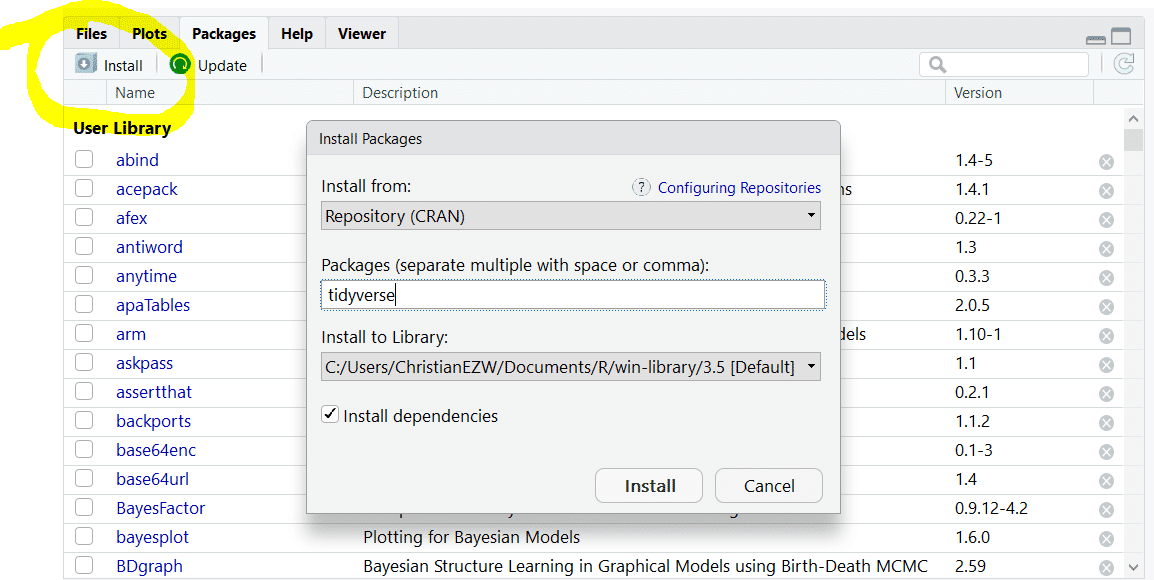 Files Plots Packages Help Viewer
Install Update
Name Description Version
User Library
Install Packages
abind 1.4-5
Install from: ? Configuring Repositories
acepack 1.4.1
Repository (CRAN)
afex 0.22-1
antiword 1.3
Packages (separate multiple with space or comma):
anytime 0.3.3
tidyverse
apaTables 2.0.5
Install to Library:
arm 1.10-1
askpass 1.1
C:/Users/ChristianEZW/Documents/R/win-library/3.5 [Default]
assertthat 0.2.1
Install dependencies
backports 1.1.2
base64enc 0.1-3
base64url 1.4
Install Cancel
BayesFactor 0.9.12-4.2
bayesplot Plotting for Bayesian Models 1.6.0
BDgraph Bayesian Structure Learning in Graphical Models using Birth-Death MCMC 2.59